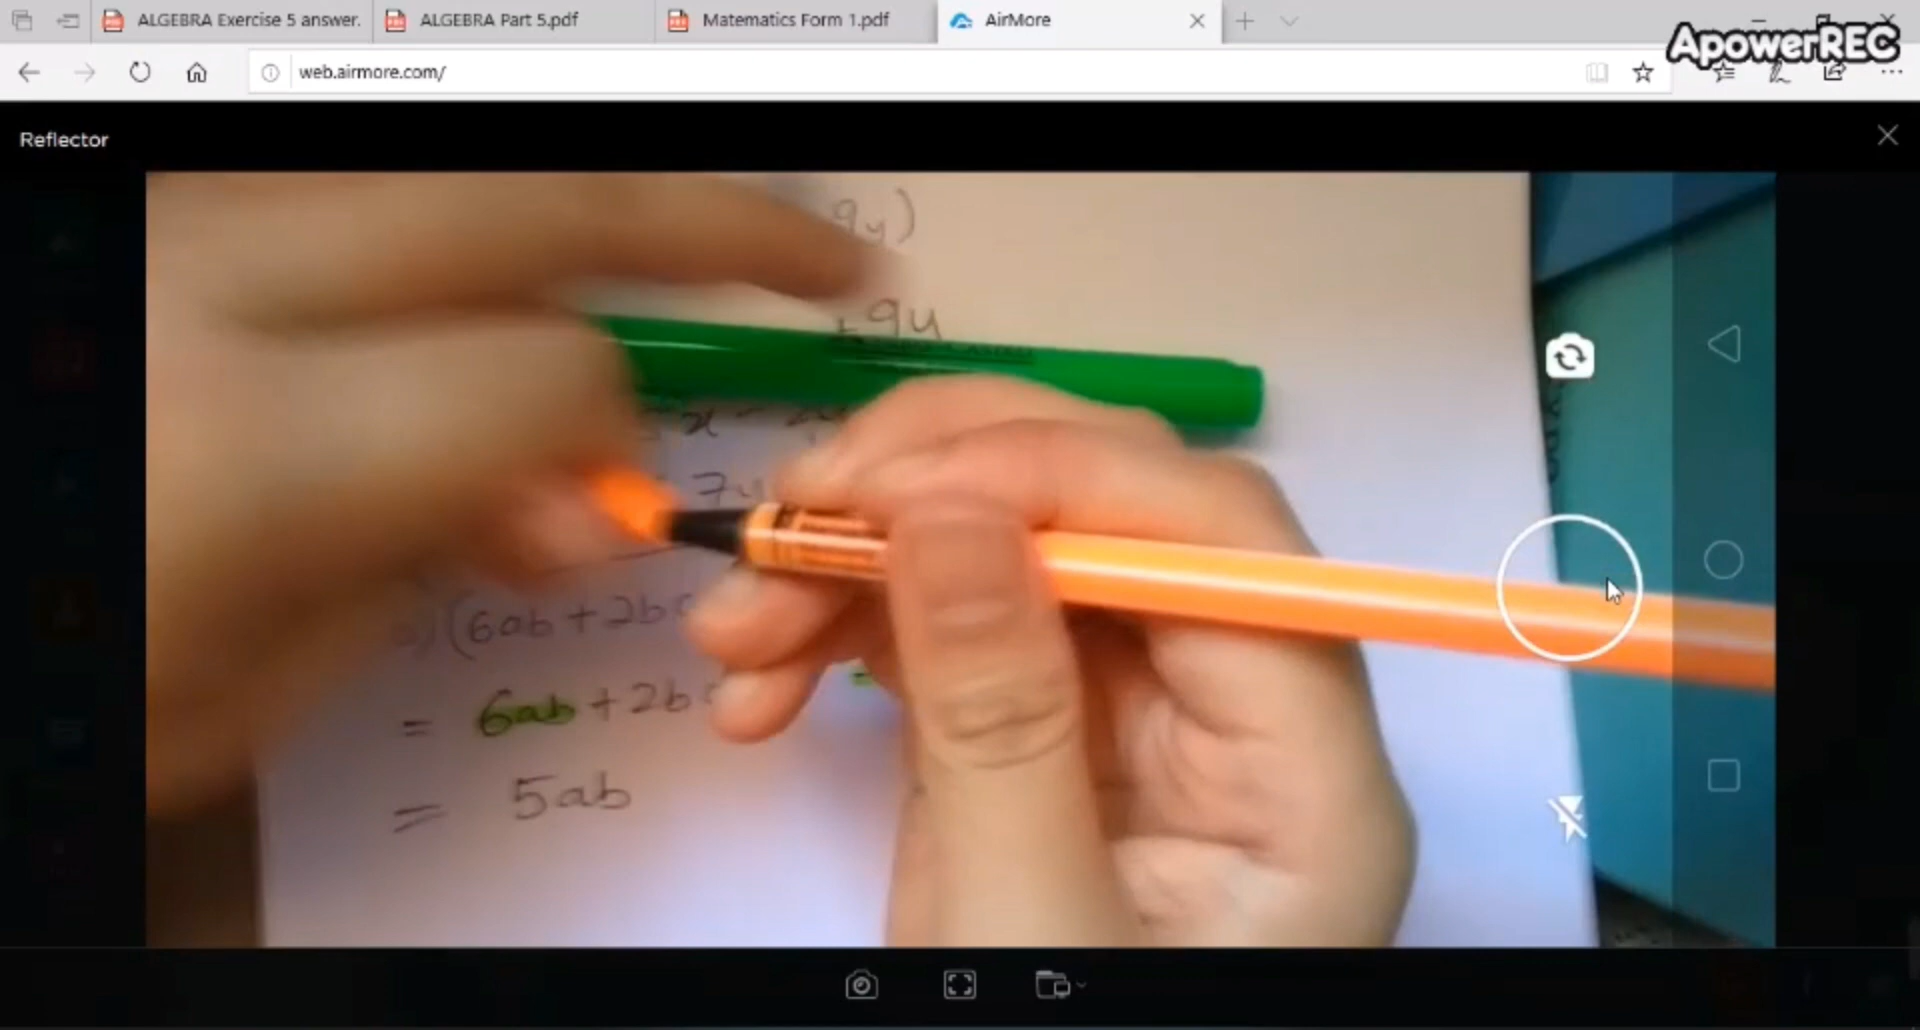 ALGEBRA Exercise 5 answer.
ALGEBRA Part 5.pdf
Matematics Form 1.pdf
AirMore
ApowerREC
web.airmore.com/
Reflector
9y)
+9y
x -
7y
(6ab + 2b
= 6ab + 2b
= 5ab